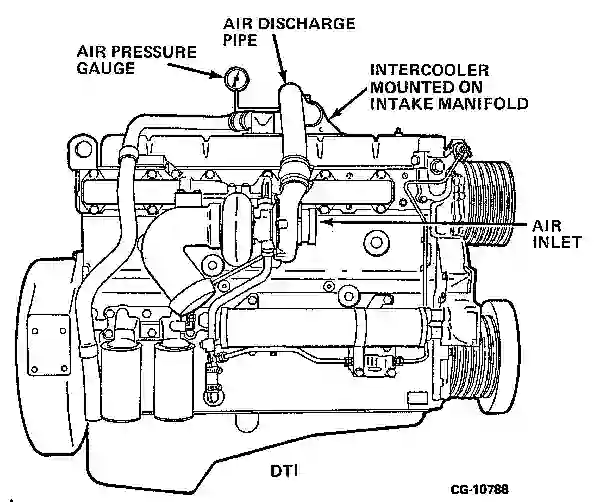 AIR DISCHARGE
PIPE
AIR PRESSURE
GAUGE
INTERCOOLER
MOUNTED ON
INTAKE MANIFOLD
AIR
INLET
DTI
CG-10788